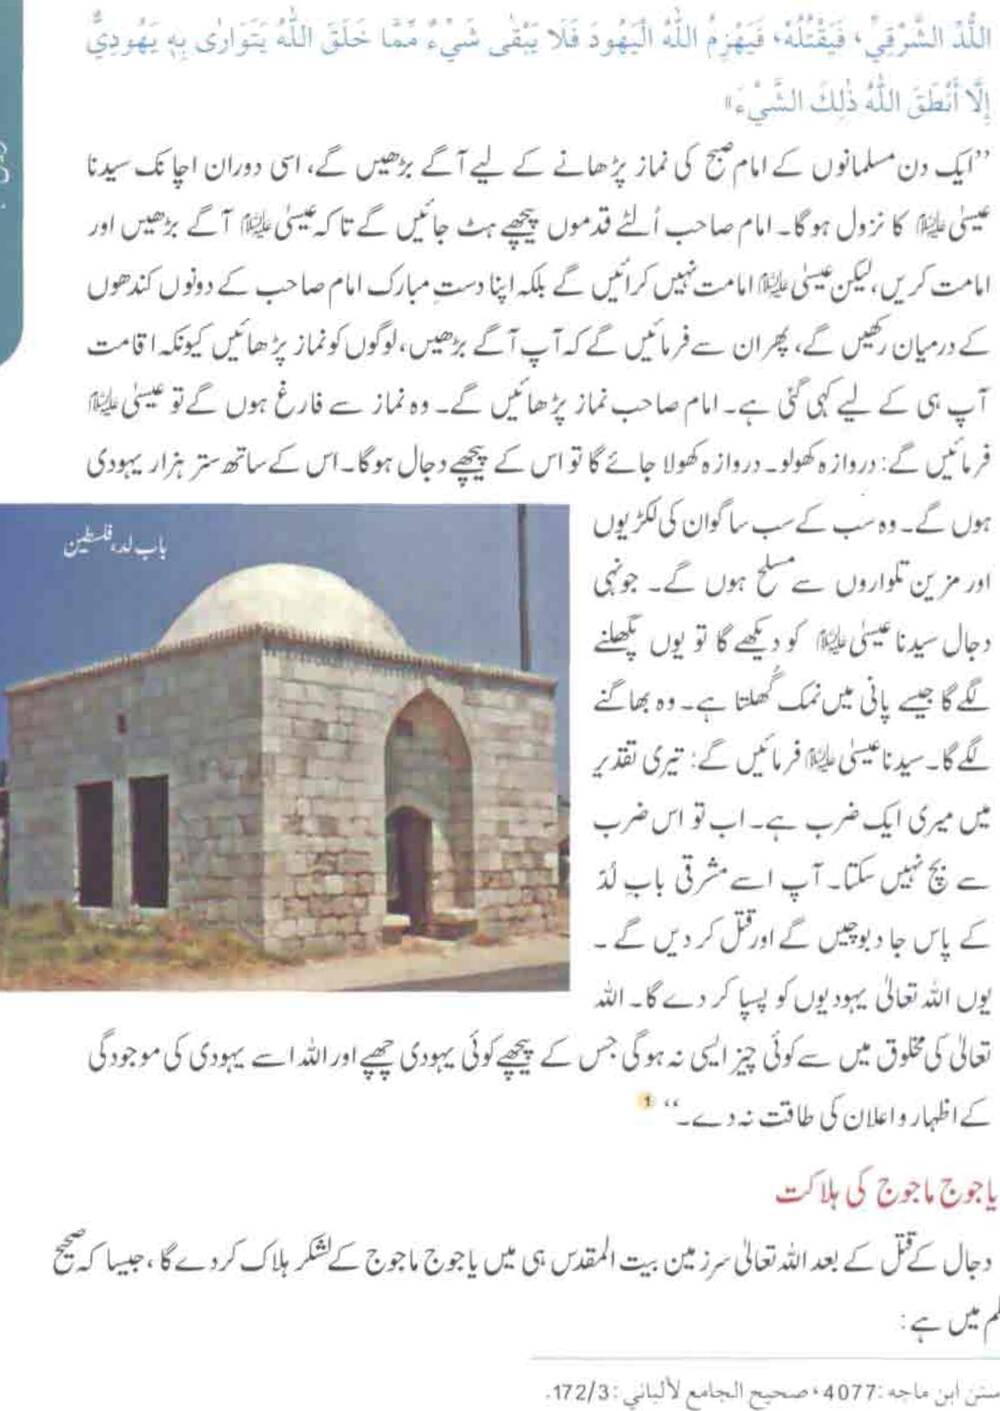 اللُّدِّ الشَّرْقِيِّ، فَيَقْتُلُهُ، فَيَهْزِمُ اللّٰهُ الْيَهُودَ فَلَا يَبْقٰى شَيْءٌ مِّمَّا خَلَقَ اللّٰهُ يَتَوَارٰى بِهٖ يَهُودِيٌّ
إِلَّا أَنْطَقَ اللّٰهُ ذٰلِكَ الشَّيْءَ»
’’ایک دن مسلمانوں کے امام صبح کی نماز پڑھانے کے لیے آگے بڑھیں گے، اسی دوران اچانک سیدنا
عیسیٰ علیہ السلام کا نزول ہوگا۔ امام صاحب اُلٹے قدموں پیچھے ہٹ جائیں گے تاکہ عیسیٰ علیہ السلام آگے بڑھیں اور
امامت کریں، لیکن عیسیٰ علیہ السلام امامت نہیں کرائیں گے بلکہ اپنا دستِ مبارک امام صاحب کے دونوں کندھوں
کے درمیان رکھیں گے، پھر ان سے فرمائیں گے کہ آپ آگے بڑھیں، لوگوں کو نماز پڑھائیں کیونکہ اقامت
آپ ہی کے لیے کہی گئی ہے۔ امام صاحب نماز پڑھائیں گے۔ وہ نماز سے فارغ ہوں گے تو عیسیٰ علیہ السلام
فرمائیں گے: دروازہ کھولو۔ دروازہ کھولا جائے گا تو اس کے پیچھے دجال ہوگا۔ اس کے ساتھ ستر ہزار یہودی
ہوں گے۔ وہ سب کے سب ساگوان کی لکڑیوں
اور مزین تلواروں سے مسلح ہوں گے۔ جونہی
دجال سیدنا عیسیٰ علیہ السلام کو دیکھے گا تو یوں پگھلنے
لگے گا جیسے پانی میں نمک گُھلتا ہے۔ وہ بھاگنے
لگے گا۔ سیدنا عیسیٰ علیہ السلام فرمائیں گے: تیری تقدیر
میں میری ایک ضرب ہے۔ اب تو اس ضرب
سے بچ نہیں سکتا۔ آپ اسے مشرقی باب لُد
کے پاس جا دبوچیں گے اور قتل کر دیں گے۔
یوں اللہ تعالیٰ یہودیوں کو پسپا کر دے گا۔ اللہ
باب لد، فلسطین
تعالیٰ کی مخلوق میں سے کوئی چیز ایسی نہ ہوگی جس کے پیچھے کوئی یہودی چھپے اور اللہ اسے یہودی کی موجودگی
کے اظہار و اعلان کی طاقت نہ دے۔‘‘ 1
یاجوج ماجوج کی ہلاکت
دجال کے قتل کے بعد اللہ تعالیٰ سرزمین بیت المقدس ہی میں یاجوج ماجوج کے لشکر ہلاک کر دے گا، جیسا کہ صحیح
میں ہے:
سنن ابن ماجه: 4077، صحيح الجامع لألباني: 172/3.